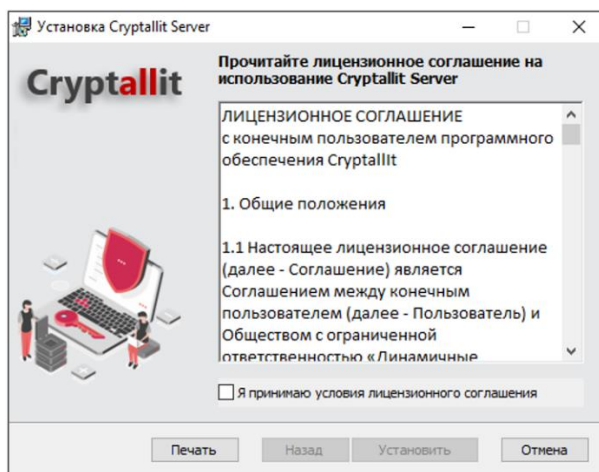 Установка Cryptallit Server
Cryptallit
Прочитайте лицензионное соглашение на
использование Cryptallit Server
ЛИЦЕНЗИОННОЕ СОГЛАШЕНИЕ
с конечным пользователем программного
обеспечения CryptallIt
1. Общие положения
1.1 Настоящее лицензионное соглашение
(далее - Соглашение) является
Соглашением между конечным
пользователем (далее - Пользователь) и
Обществом с ограниченной
ответственностью «Динамичные
Я принимаю условия лицензионного соглашения
Печать Назад Установить Отмена